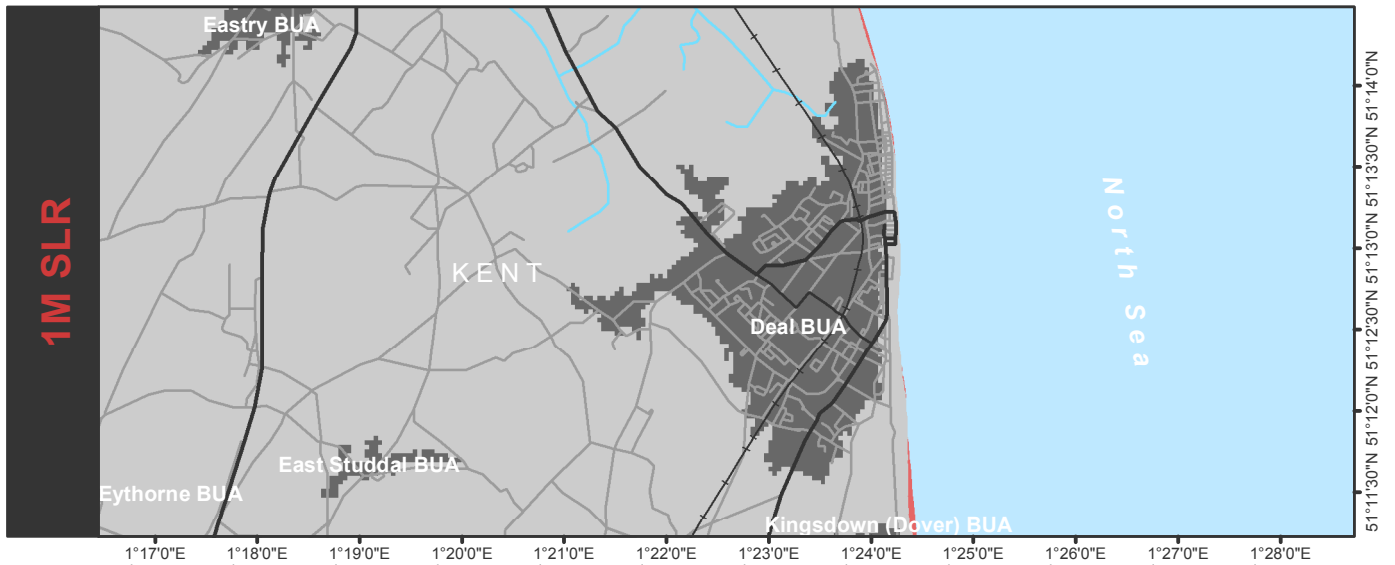 1M SLR
Eastry BUA
KENT
North Sea
Deal BUA
East Studdal BUA
Eythorne BUA
Kingsdown (Dover) BUA
51°14'0"N
51°13'30"N
51°13'0"N
51°12'30"N
51°12'0"N
51°11'30"N
1°17'0"E
1°18'0"E
1°19'0"E
1°20'0"E
1°21'0"E
1°22'0"E
1°23'0"E
1°24'0"E
1°25'0"E
1°26'0"E
1°27'0"E
1°28'0"E